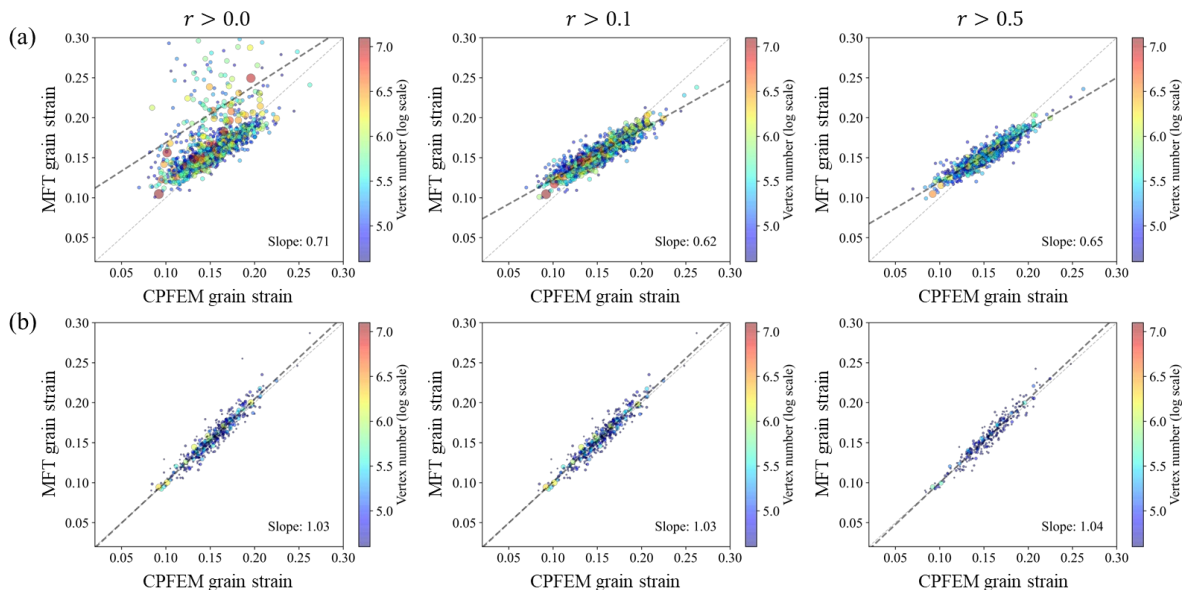 r > 0.0
r > 0.1
r > 0.5
(a)
0.30
0.25
0.20
0.15
0.10
0.05
MFT grain strain
0.05 0.10 0.15 0.20 0.25 0.30
CPFEM grain strain
Slope: 0.71
7.0
6.5
6.0
5.5
5.0
Vertex number (log scale)
0.30
0.25
0.20
0.15
0.10
0.05
MFT grain strain
0.05 0.10 0.15 0.20 0.25 0.30
CPFEM grain strain
Slope: 0.62
7.0
6.5
6.0
5.5
5.0
Vertex number (log scale)
0.30
0.25
0.20
0.15
0.10
0.05
MFT grain strain
0.05 0.10 0.15 0.20 0.25 0.30
CPFEM grain strain
Slope: 0.65
7.0
6.5
6.0
5.5
5.0
Vertex number (log scale)
(b)
0.30
0.25
0.20
0.15
0.10
0.05
MFT grain strain
0.05 0.10 0.15 0.20 0.25 0.30
CPFEM grain strain
Slope: 1.03
7.0
6.5
6.0
5.5
5.0
Vertex number (log scale)
0.30
0.25
0.20
0.15
0.10
0.05
MFT grain strain
0.05 0.10 0.15 0.20 0.25 0.30
CPFEM grain strain
Slope: 1.03
7.0
6.5
6.0
5.5
5.0
Vertex number (log scale)
0.30
0.25
0.20
0.15
0.10
0.05
MFT grain strain
0.05 0.10 0.15 0.20 0.25 0.30
CPFEM grain strain
Slope: 1.04
7.0
6.5
6.0
5.5
5.0
Vertex number (log scale)